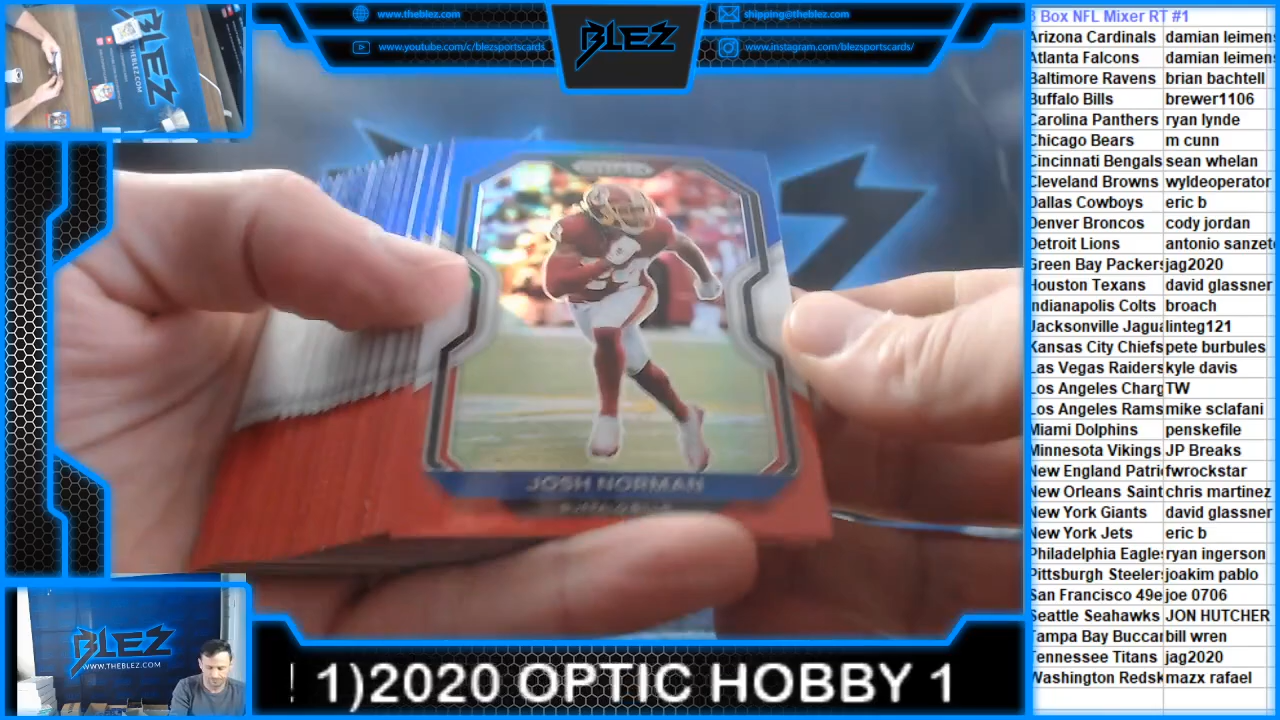 www.theblez.com
shipping@theblez.com
www.youtube.com/c/blezsportscards
www.instagram.com/blezsportscards/
BLEZ
PRIZM
JOSH NORMAN
BLEZ
WWW.THEBLEZ.COM
! 1)2020 OPTIC HOBBY 1
3 Box NFL Mixer RT #1
Arizona Cardinals damian leimens
Atlanta Falcons damian leimens
Baltimore Ravens brian bachtell
Buffalo Bills brewer1106
Carolina Panthers ryan lynde
Chicago Bears m cunn
Cincinnati Bengals sean whelan
Cleveland Browns wyldeoperator
Dallas Cowboys eric b
Denver Broncos cody jordan
Detroit Lions antonio sanzet
Green Bay Packers jag2020
Houston Texans david glassner
Indianapolis Colts broach
Jacksonville Jagua linteg121
Kansas City Chiefs pete burbules
Las Vegas Raiders kyle davis
Los Angeles Charg TW
Los Angeles Rams mike sclafani
Miami Dolphins penskefile
Minnesota Vikings JP Breaks
New England Patri fwrockstar
New Orleans Saint chris martinez
New York Giants david glassner
New York Jets eric b
Philadelphia Eagle ryan ingerson
Pittsburgh Steeler joakim pablo
San Francisco 49e joe 0706
Seattle Seahawks JON HUTCHER
Tampa Bay Buccar bill wren
Tennessee Titans jag2020
Washington Redsk mazx rafael